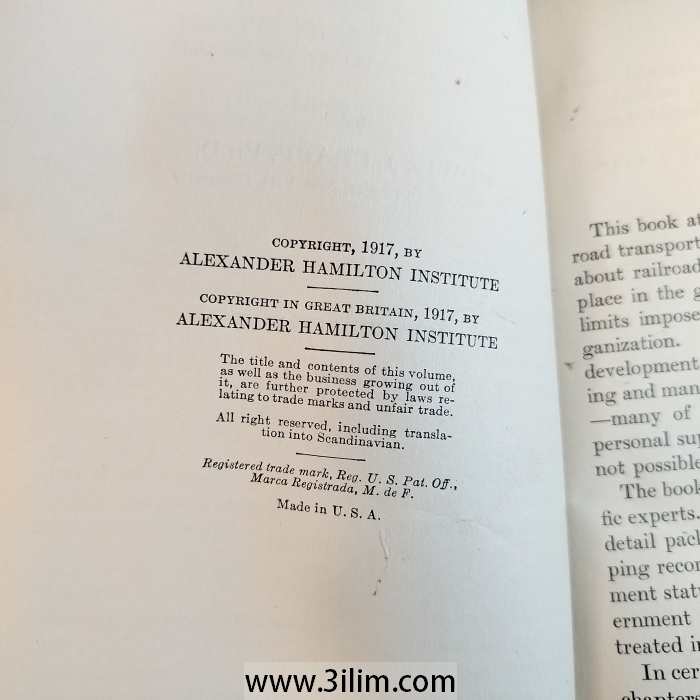 COPYRIGHT, 1917, BY
ALEXANDER HAMILTON INSTITUTE
COPYRIGHT IN GREAT BRITAIN, 1917, BY
ALEXANDER HAMILTON INSTITUTE
The title and contents of this volume,
as well as the business growing out of
it, are further protected by laws re-
lating to trade marks and unfair trade.
All right reserved, including transla-
tion into Scandinavian.
Registered trade mark, Reg. U. S. Pat. Off.,
Marca Registrada, M. de F.
Made in U. S. A.
This book at
road transport
about railroad
place in the g
limits impose
ganization.
development
ing and man
—many of
personal su
not possible
The book
fic experts.
detail pac
ping recor
ment stat
ernment
treated i
In cer
chapters
www.3ilim.com